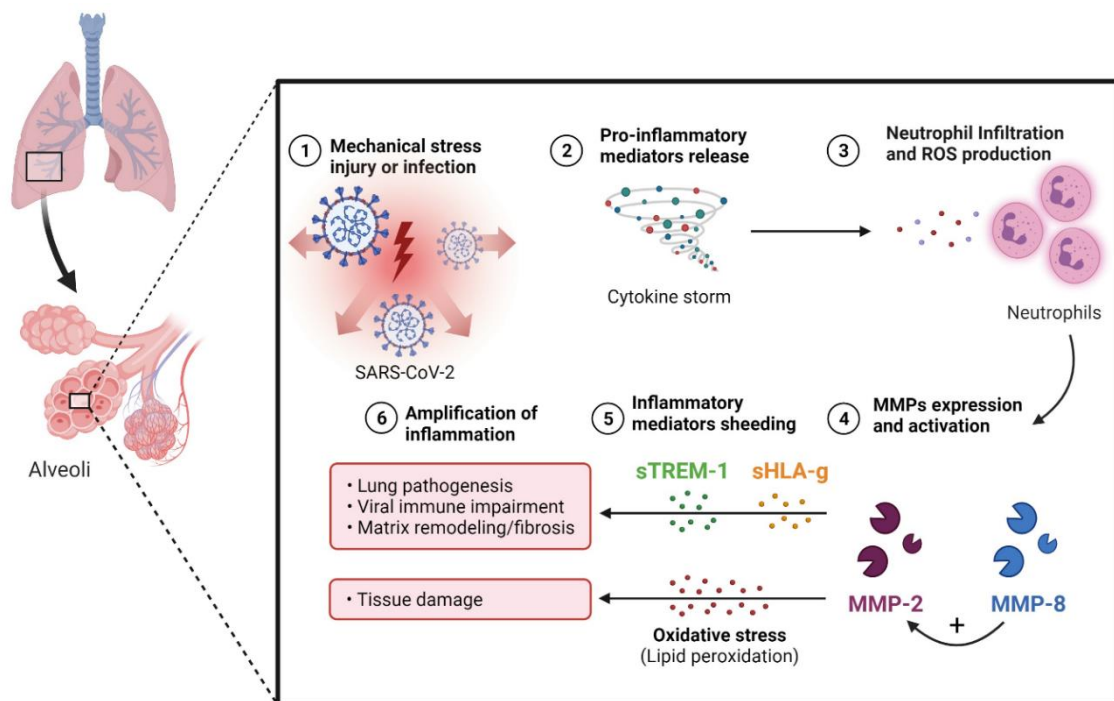 1 Mechanical stress
injury or infection
SARS-CoV-2
2 Pro-inflammatory
mediators release
Cytokine storm
3 Neutrophil Infiltration
and ROS production
Neutrophils
4 MMPs expression
and activation
MMP-2
MMP-8
+
5 Inflammatory
mediators sheeding
sTREM-1
sHLA-g
Oxidative stress
(Lipid peroxidation)
6 Amplification of
inflammation
• Lung pathogenesis
• Viral immune impairment
• Matrix remodeling/fibrosis
• Tissue damage
Alveoli